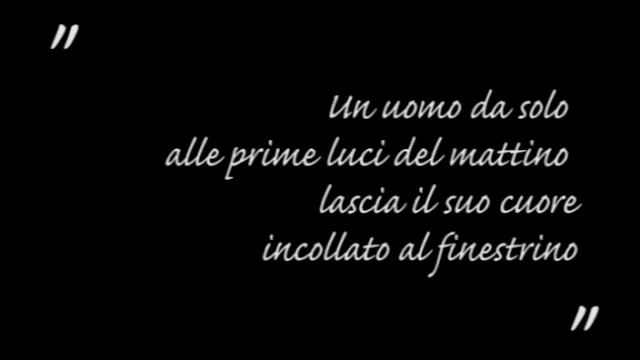 "
Un uomo da solo
alle prime luci del mattino
lascia il suo cuore
incollato al finestrino
"